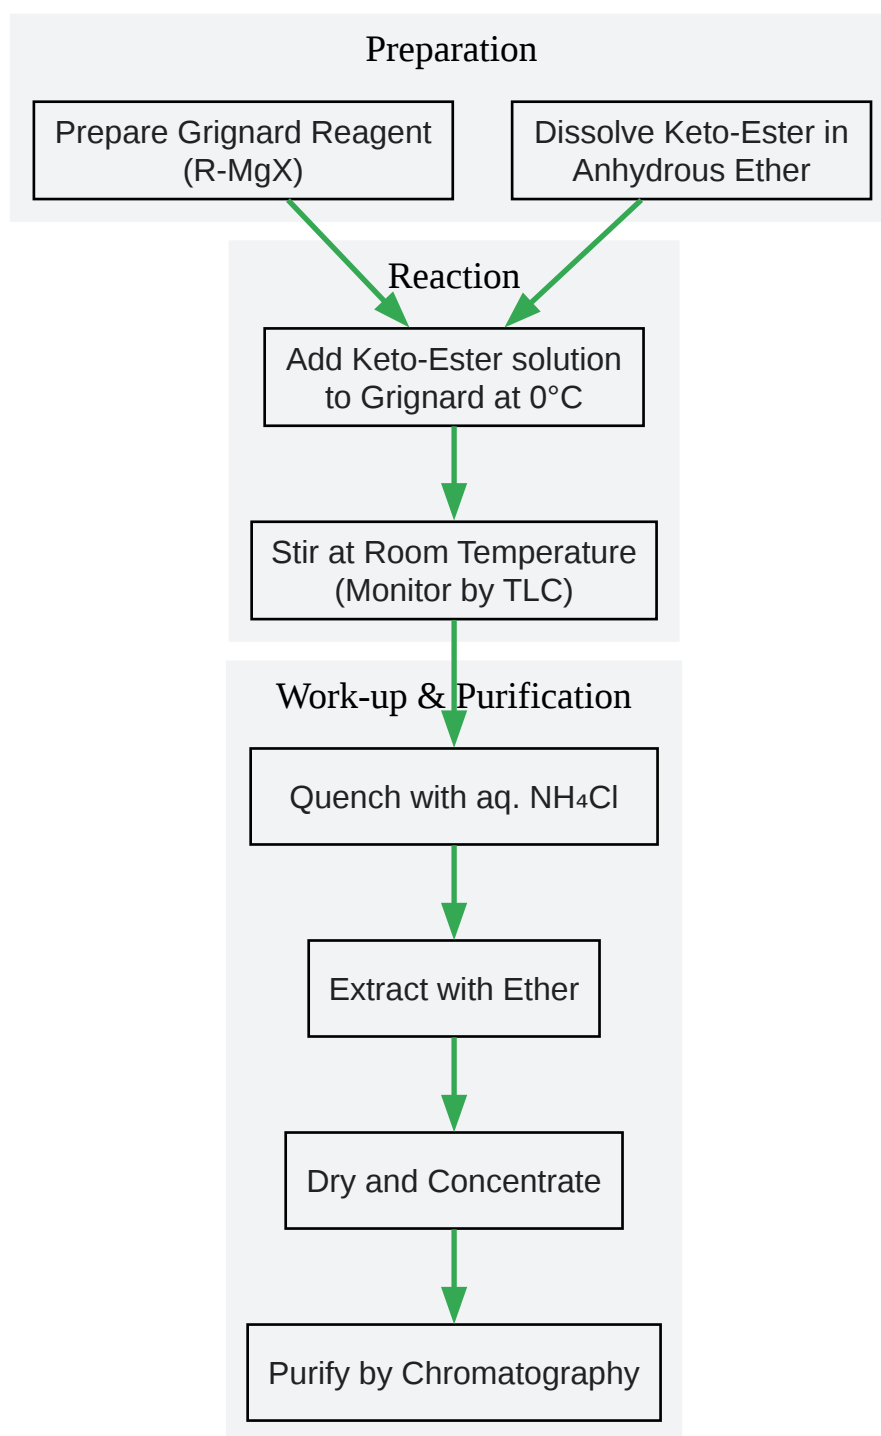 Preparation
Prepare Grignard Reagent
(R-MgX)
Dissolve Keto-Ester in
Anhydrous Ether
Reaction
Add Keto-Ester solution
to Grignard at 0°C
Stir at Room Temperature
(Monitor by TLC)
Work-up & Purification
Quench with aq. NH₄Cl
Extract with Ether
Dry and Concentrate
Purify by Chromatography